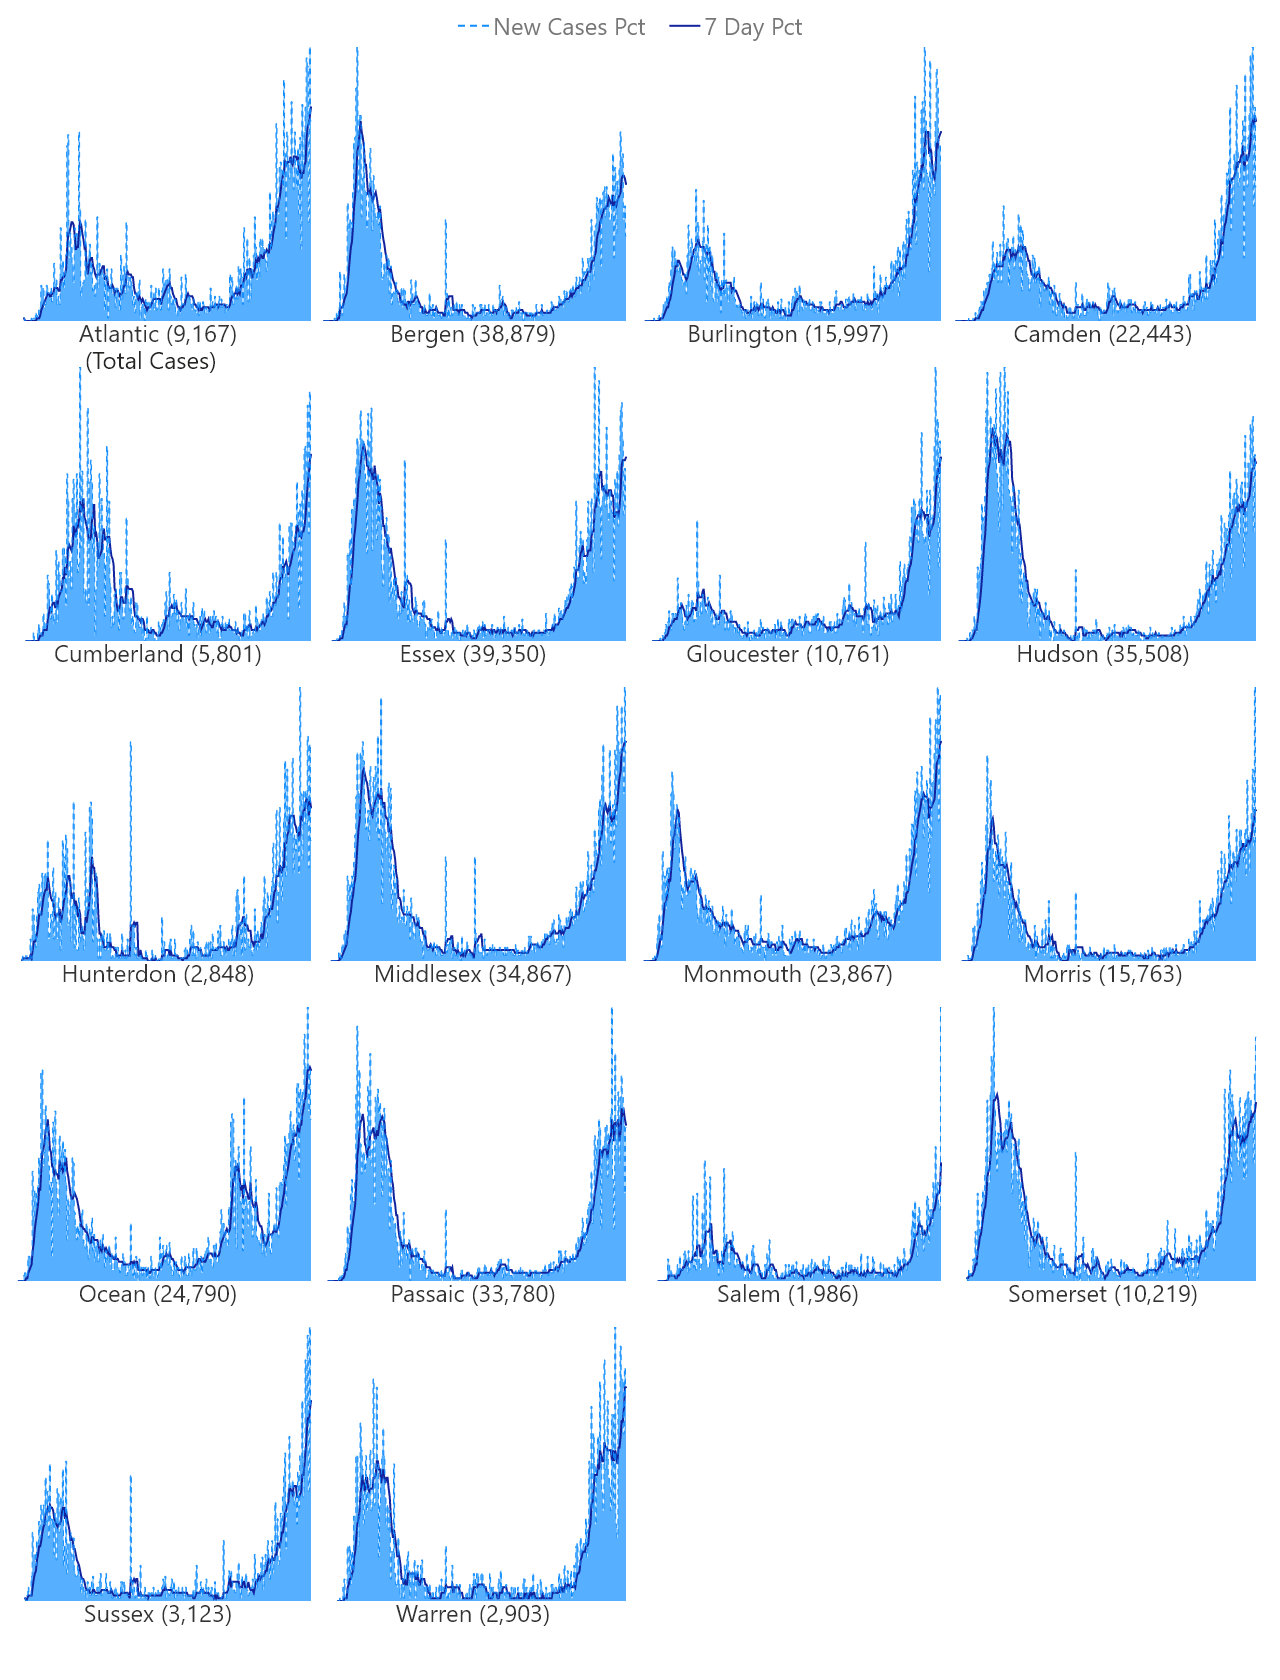 New Cases Pct 7 Day Pct
Atlantic (9,167) Bergen (38,879) Burlington (15,997) Camden (22,443)
(Total Cases)
Cumberland (5,801) Essex (39,350) Gloucester (10,761) Hudson (35,508)
Hunterdon (2,848) Middlesex (34,867) Monmouth (23,867) Morris (15,763)
Ocean (24,790) Passaic (33,780) Salem (1,986) Somerset (10,219)
Sussex (3,123) Warren (2,903)